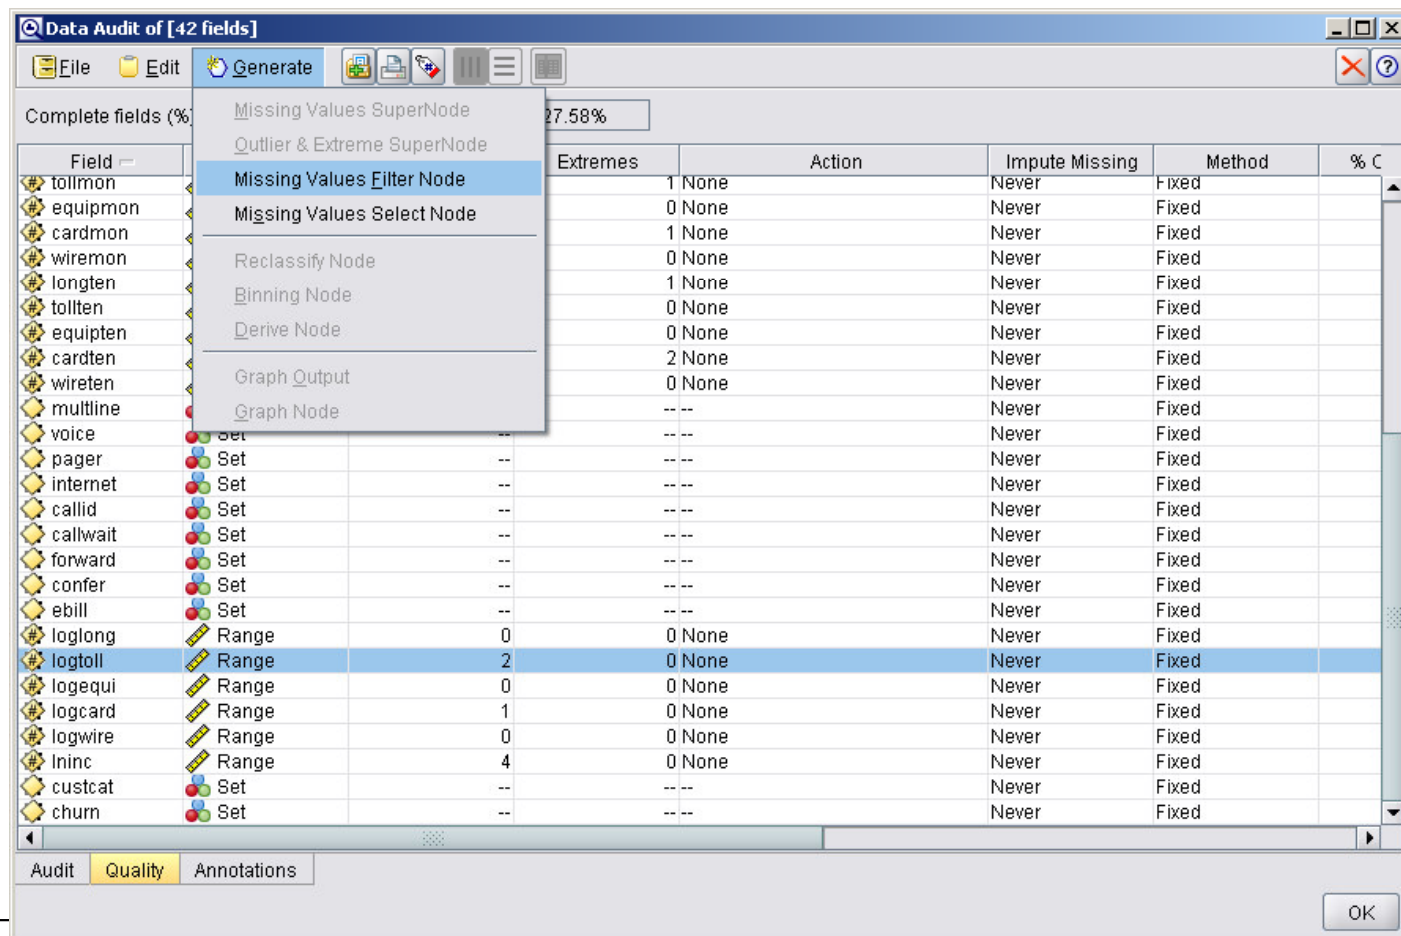 Data Audit of [42 fields]
File Edit Generate
Complete fields (%) 27.58%
Missing Values SuperNode
Outlier & Extreme SuperNode
Missing Values Filter Node
Missing Values Select Node
Reclassify Node
Binning Node
Derive Node
Graph Output
Graph Node
Field Extremes Action Impute Missing Method % C
tollmon 1 None Never Fixed
equipmon 0 None Never Fixed
cardmon 1 None Never Fixed
wiremon 0 None Never Fixed
longten 1 None Never Fixed
tollten 0 None Never Fixed
equipten 0 None Never Fixed
cardten 2 None Never Fixed
wireten 0 None Never Fixed
multline -- -- Never Fixed
voice Set -- -- -- Never Fixed
pager Set -- -- -- Never Fixed
internet Set -- -- -- Never Fixed
callid Set -- -- -- Never Fixed
callwait Set -- -- -- Never Fixed
forward Set -- -- -- Never Fixed
confer Set -- -- -- Never Fixed
ebill Set -- -- -- Never Fixed
loglong Range 0 0 None Never Fixed
logtoll Range 2 0 None Never Fixed
logequi Range 0 0 None Never Fixed
logcard Range 1 0 None Never Fixed
logwire Range 0 0 None Never Fixed
lninc Range 4 0 None Never Fixed
custcat Set -- -- -- Never Fixed
churn Set -- -- -- Never Fixed
Audit Quality Annotations
OK